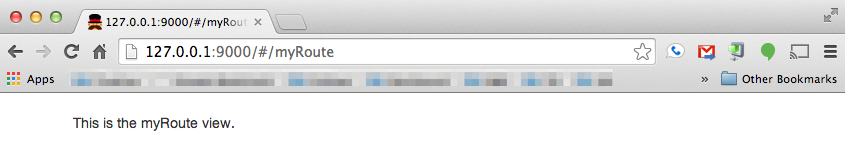 127.0.0.1:9000/#/myRout
127.0.0.1:9000/#/myRoute
Apps » Other Bookmarks
This is the myRoute view.